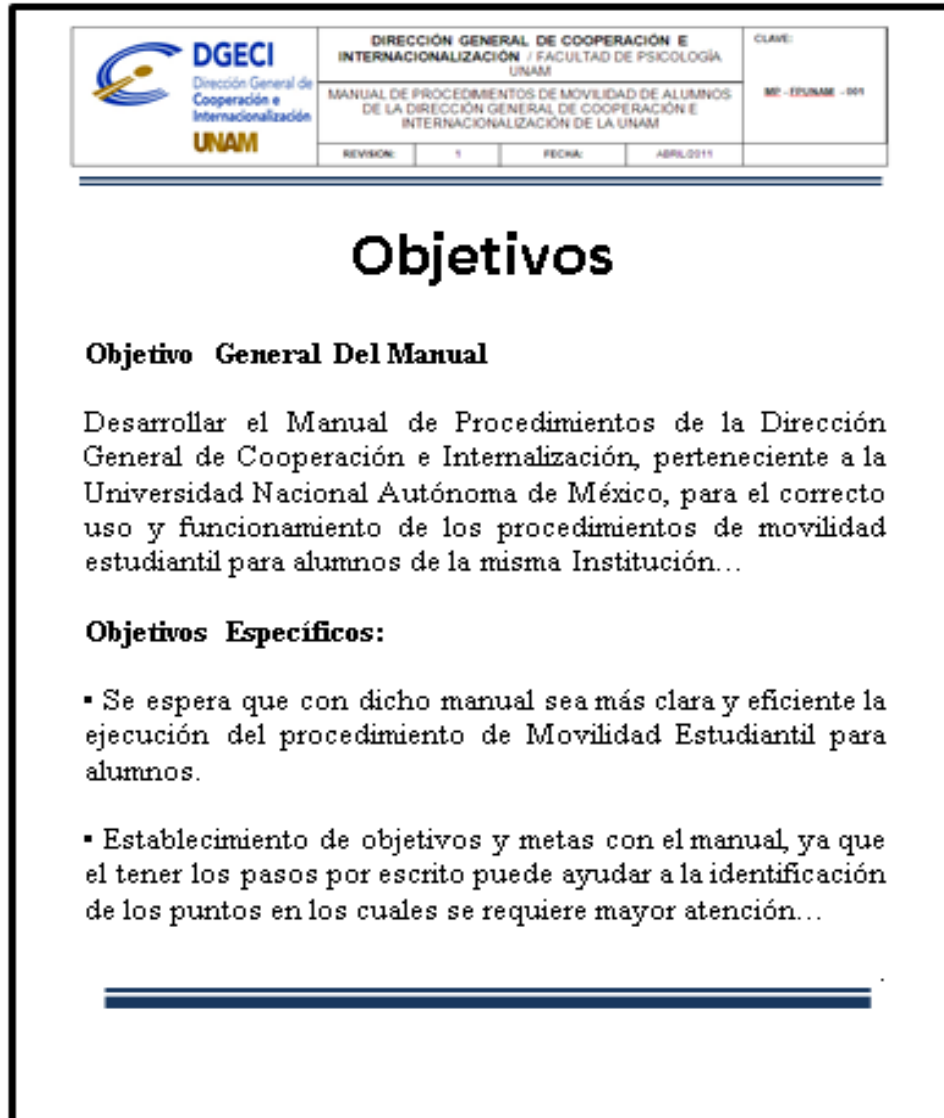 DGECI
Dirección General de
Cooperación e
Internacionalización
UNAM
DIRECCIÓN GENERAL DE COOPERACIÓN E
INTERNACIONALIZACIÓN / FACULTAD DE PSICOLOGÍA
UNAM
MANUAL DE PROCEDIMIENTOS DE MOVILIDAD DE ALUMNOS
DE LA DIRECCIÓN GENERAL DE COOPERACIÓN E
INTERNACIONALIZACIÓN DE LA UNAM
REVISION: 1 FECHA: ABRIL/2011
CLAVE:
MP - FPUNAM - 001
Objetivos
Objetivo General Del Manual
Desarrollar el Manual de Procedimientos de la Dirección
General de Cooperación e Internalización, perteneciente a la
Universidad Nacional Autónoma de México, para el correcto
uso y funcionamiento de los procedimientos de movilidad
estudiantil para alumnos de la misma Institución...
Objetivos Específicos:
▪ Se espera que con dicho manual sea más clara y eficiente la
ejecución del procedimiento de Movilidad Estudiantil para
alumnos.
▪ Establecimiento de objetivos y metas con el manual, ya que
el tener los pasos por escrito puede ayudar a la identificación
de los puntos en los cuales se requiere mayor atención...
.